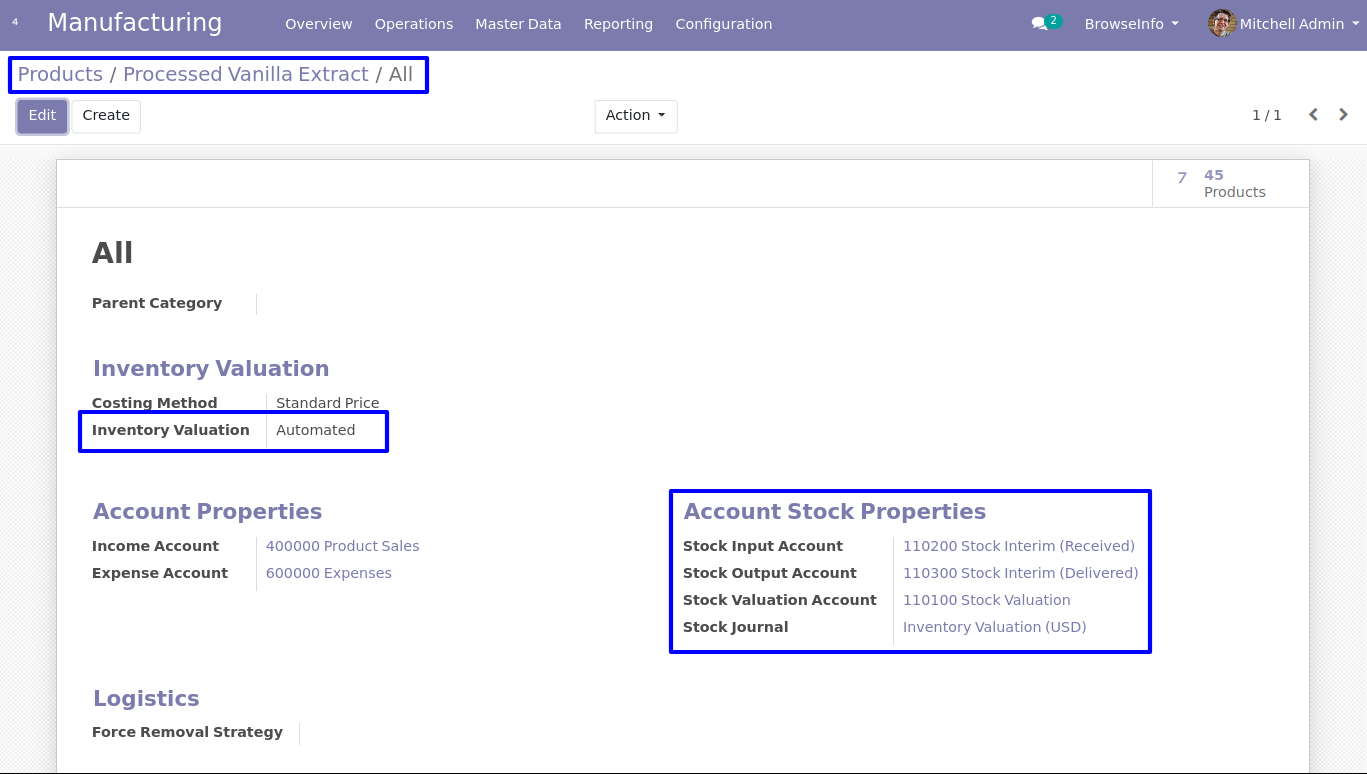 4 Manufacturing Overview Operations Master Data Reporting Configuration 2 BrowseInfo Mitchell Admin
Products / Processed Vanilla Extract / All
Edit Create Action 1 / 1
7 45
Products
All
Parent Category
Inventory Valuation
Costing Method Standard Price
Inventory Valuation Automated
Account Properties Account Stock Properties
Income Account 400000 Product Sales Stock Input Account 110200 Stock Interim (Received)
Expense Account 600000 Expenses Stock Output Account 110300 Stock Interim (Delivered)
Stock Valuation Account 110100 Stock Valuation
Stock Journal Inventory Valuation (USD)
Logistics
Force Removal Strategy